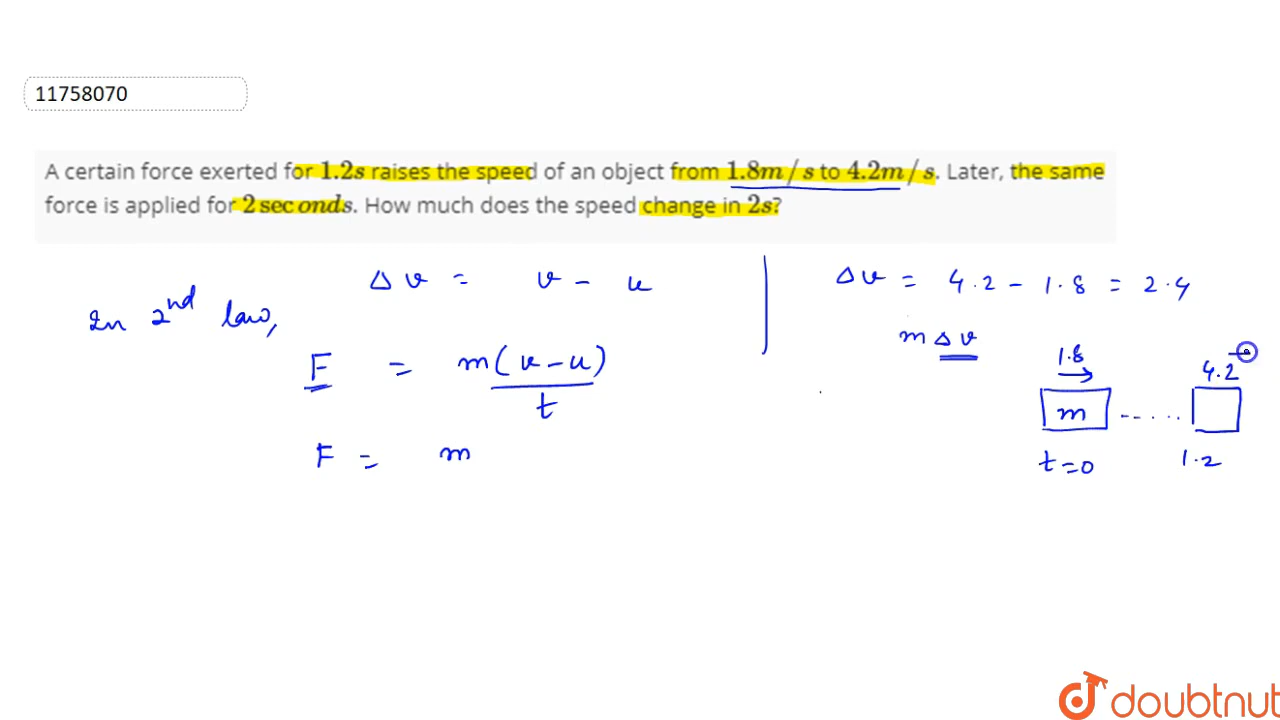 11758070
A certain force exerted for 1.2s raises the speed of an object from 1.8m/s to 4.2m/s. Later, the same
force is applied for 2 sec onds. How much does the speed change in 2s?
Δv = v - u
Δv = 4.2 - 1.8 = 2.4
In 2nd law,
mΔv
F = m(v-u)
t
1.8
4.2
m
F = m
t=0
1.2
doubtnut